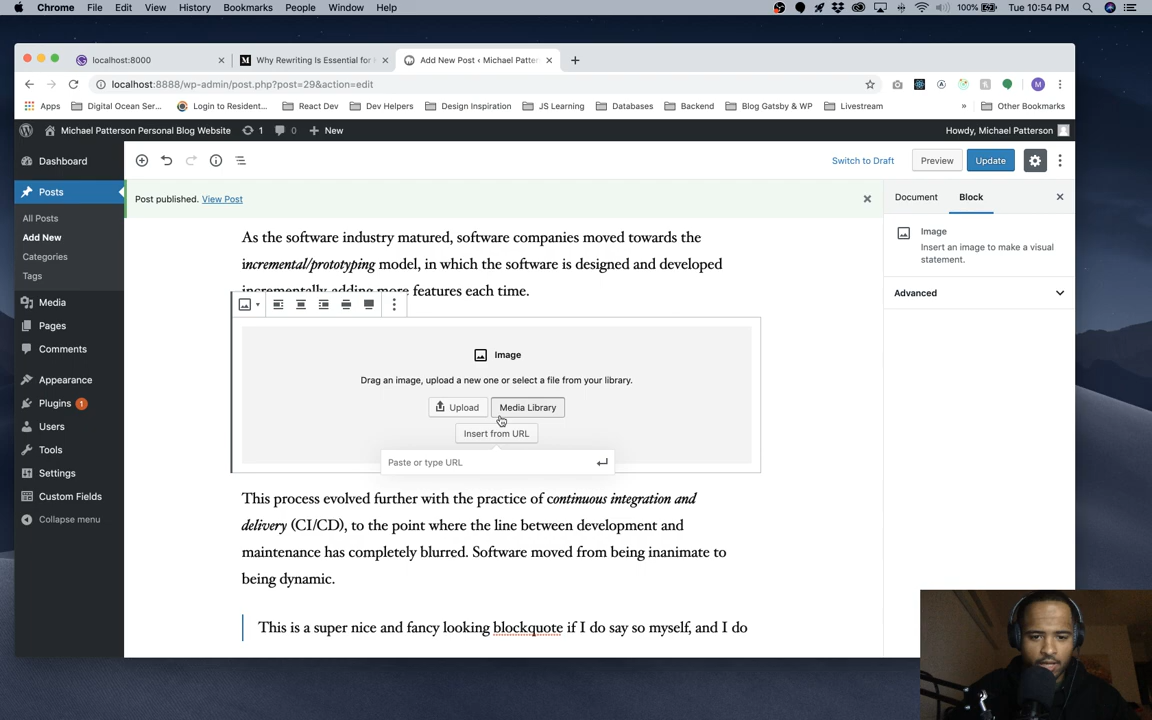 Chrome File Edit View History Bookmarks People Window Help
100% Tue 10:54 PM
localhost:8000
Why Rewriting Is Essential for
Add New Post ‹ Michael Patter
localhost:8888/wp-admin/post.php?post=29&action=edit
M
Apps Digital Ocean Ser... Login to Resident... React Dev Dev Helpers Design Inspiration JS Learning Databases Backend Blog Gatsby & WP Livestream » Other Bookmarks
Michael Patterson Personal Blog Website 1 0 New Howdy, Michael Patterson
Dashboard
Posts
All Posts
Add New
Categories
Tags
Media
Pages
Comments
Appearance
Plugins 1
Users
Tools
Settings
Custom Fields
Collapse menu
Switch to Draft Preview Update
Post published. View Post
As the software industry matured, software companies moved towards the
incremental/prototyping model, in which the software is designed and developed
incrementally adding more features each time.
Image
Drag an image, upload a new one or select a file from your library.
Upload Media Library
Insert from URL
Paste or type URL
This process evolved further with the practice of continuous integration and
delivery (CI/CD), to the point where the line between development and
maintenance has completely blurred. Software moved from being inanimate to
being dynamic.
This is a super nice and fancy looking blockquote if I do say so myself, and I do
Document Block
Image
Insert an image to make a visual
statement.
Advanced